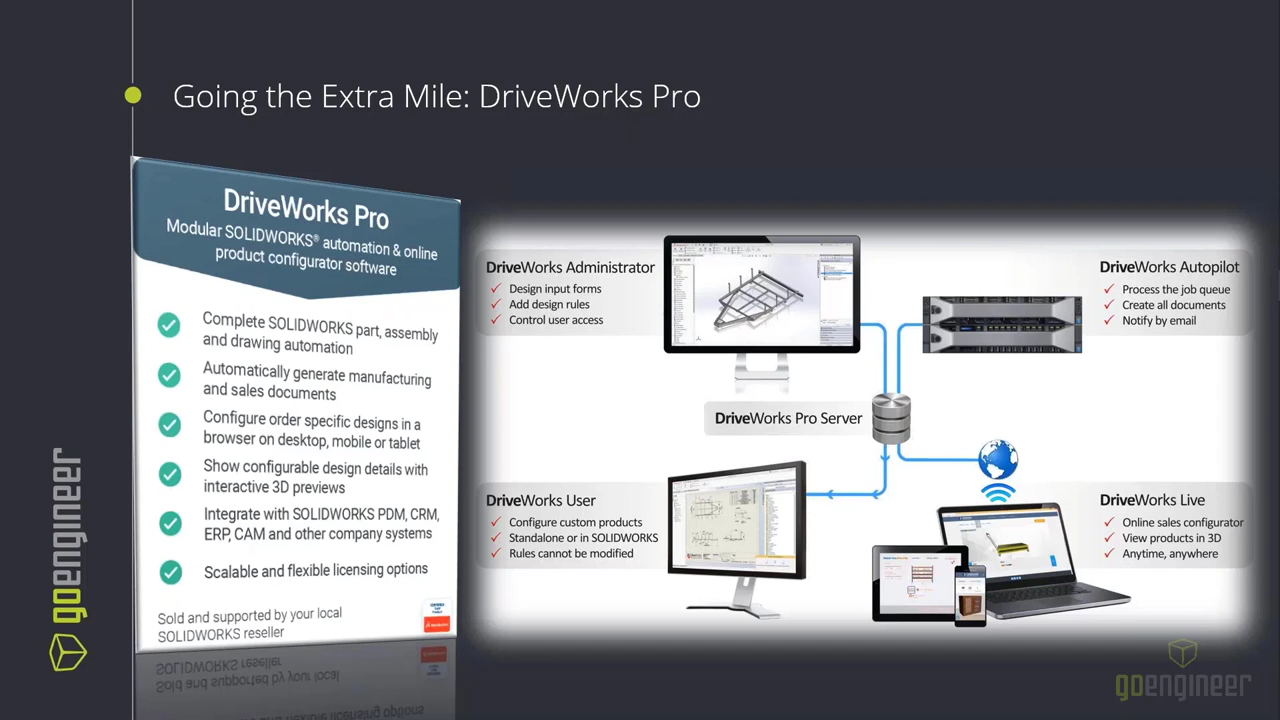 Going the Extra Mile: DriveWorks Pro
DriveWorks Pro
Modular SOLIDWORKS® automation & online
product configurator software
Complete SOLIDWORKS part, assembly
and drawing automation
Automatically generate manufacturing
and sales documents
Configure order specific designs in a
browser on desktop, mobile or tablet
Show configurable design details with
interactive 3D previews
Integrate with SOLIDWORKS PDM, CRM,
ERP, CAM and other company systems
Scalable and flexible licensing options
Sold and supported by your local
SOLIDWORKS reseller
DriveWorks Administrator
Design input forms
Add design rules
Control user access
DriveWorks Autopilot
Process the job queue
Create all documents
Notify by email
DriveWorks Pro Server
DriveWorks User
Configure custom products
Standalone or in SOLIDWORKS
Rules cannot be modified
DriveWorks Live
Online sales configurator
View products in 3D
Anytime, anywhere
goengineer
goengineer